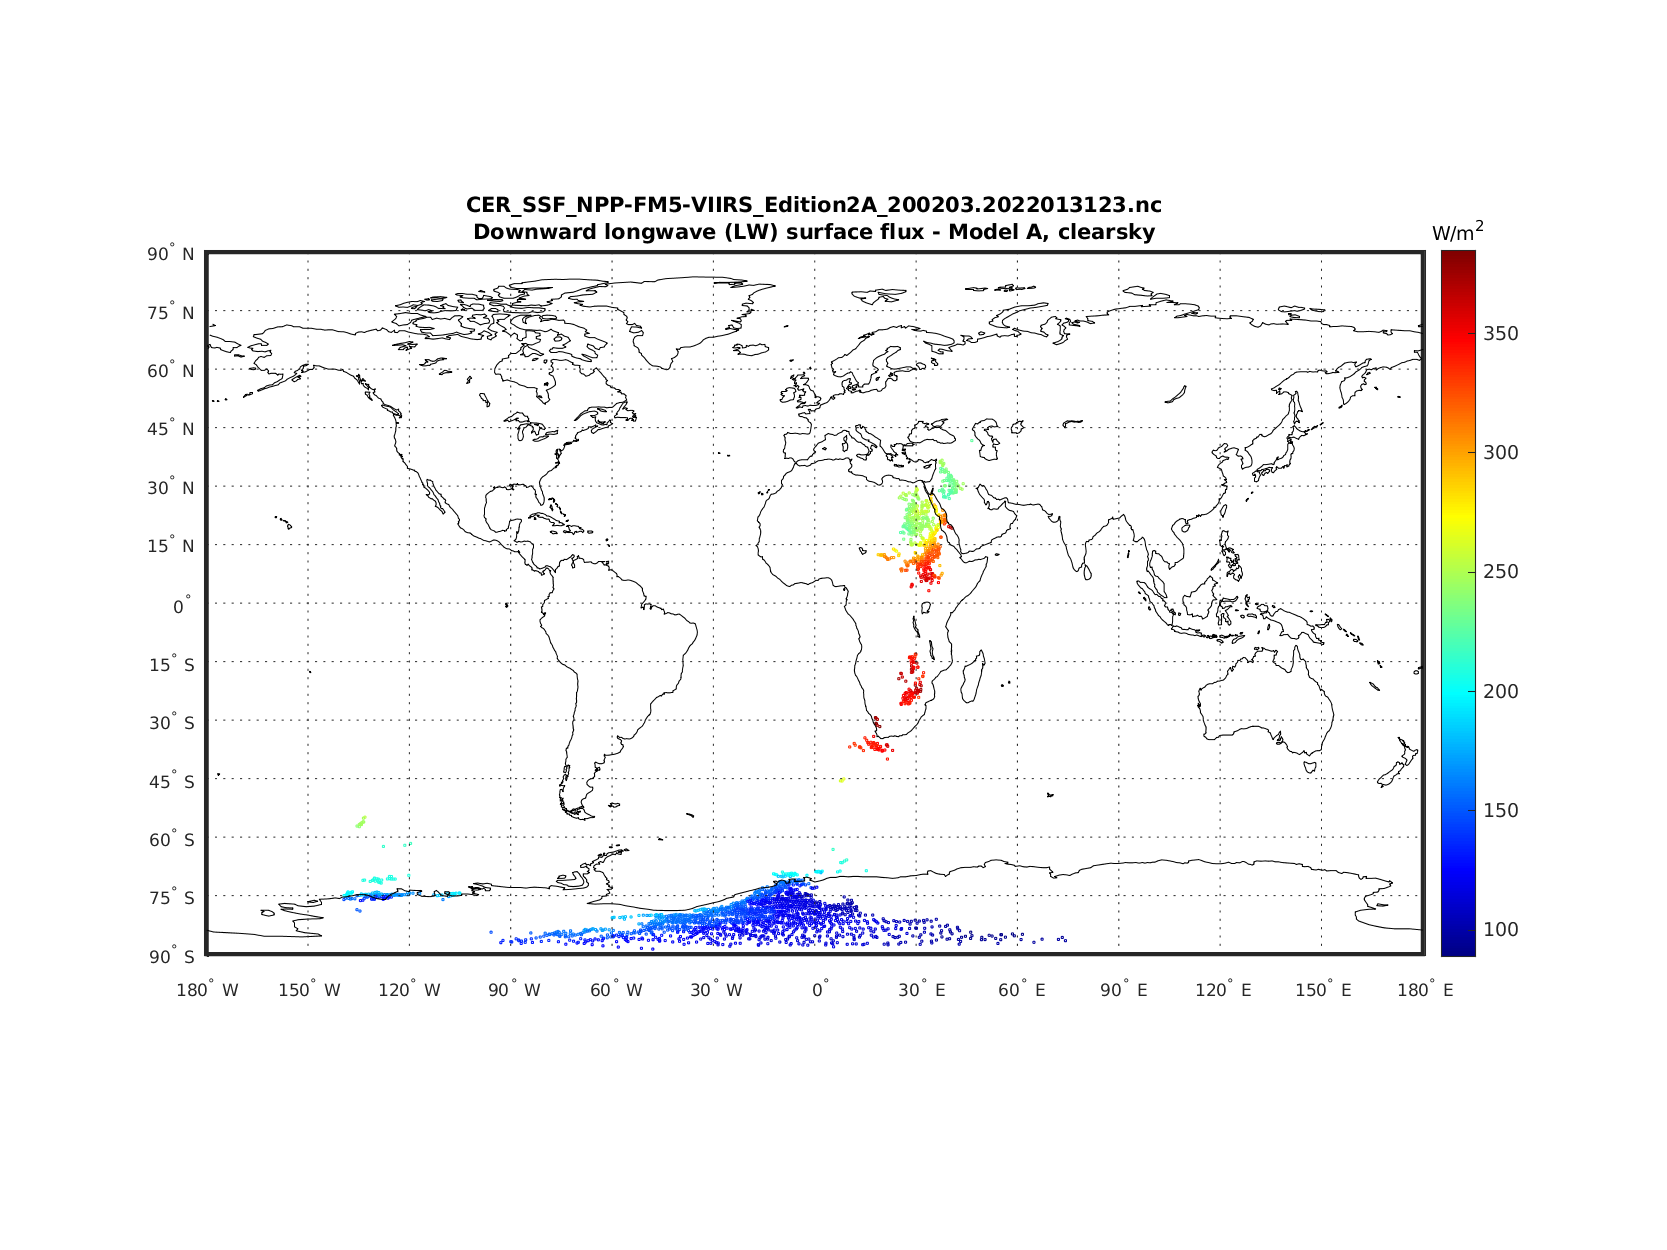 CER_SSF_NPP-FM5-VIIRS_Edition2A_200203.2022013123.nc
Downward longwave (LW) surface flux - Model A, clearsky
W/m²
90° N
75° N
60° N
45° N
30° N
15° N
0°
15° S
30° S
45° S
60° S
75° S
90° S
180° W 150° W 120° W 90° W 60° W 30° W 0° 30° E 60° E 90° E 120° E 150° E 180° E
350
300
250
200
150
100